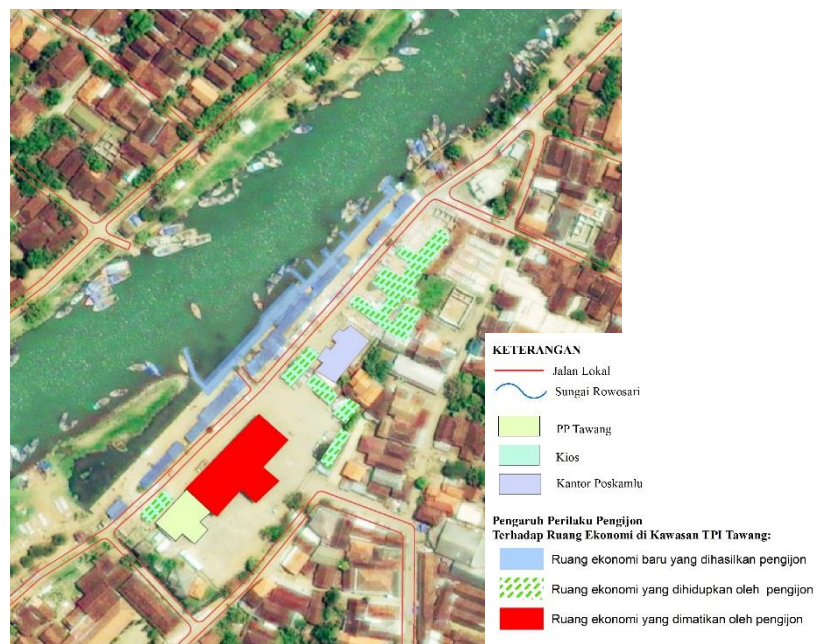 KETERANGAN
Jalan Lokal
Sungai Rowosari
PP Tawang
Kios
Kantor Poskamlu
Pengaruh Perilaku Pengijon
Terhadap Ruang Ekonomi di Kawasan TPI Tawang:
Ruang ekonomi baru yang dihasilkan pengijon
Ruang ekonomi yang dihidupkan oleh pengijon
Ruang ekonomi yang dimatikan oleh pengijon